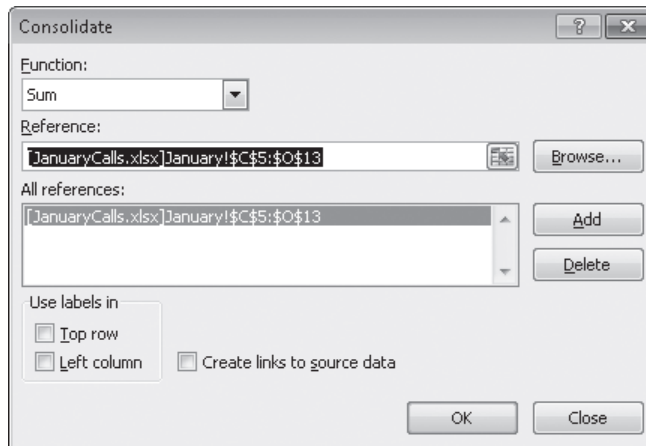 Consolidate
Function:
Sum
Reference:
[JanuaryCalls.xlsx]January!$C$5:$O$13
Browse...
All references:
[JanuaryCalls.xlsx]January!$C$5:$O$13
Add
Delete
Use labels in
Top row
Left column
Create links to source data
OK
Close